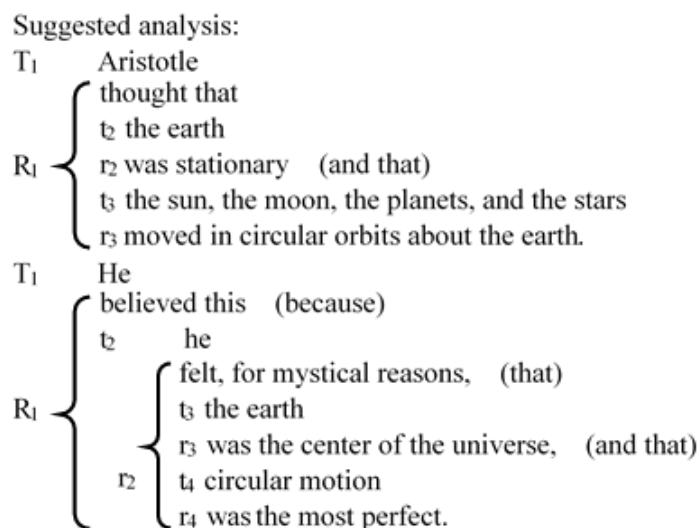 Suggested analysis:
T1 Aristotle
thought that
t2 the earth
R1 r2 was stationary (and that)
t3 the sun, the moon, the planets, and the stars
r3 moved in circular orbits about the earth.
T1 He
believed this (because)
t2 he
felt, for mystical reasons, (that)
R1 t3 the earth
r3 was the center of the universe, (and that)
r2 t4 circular motion
r4 was the most perfect.